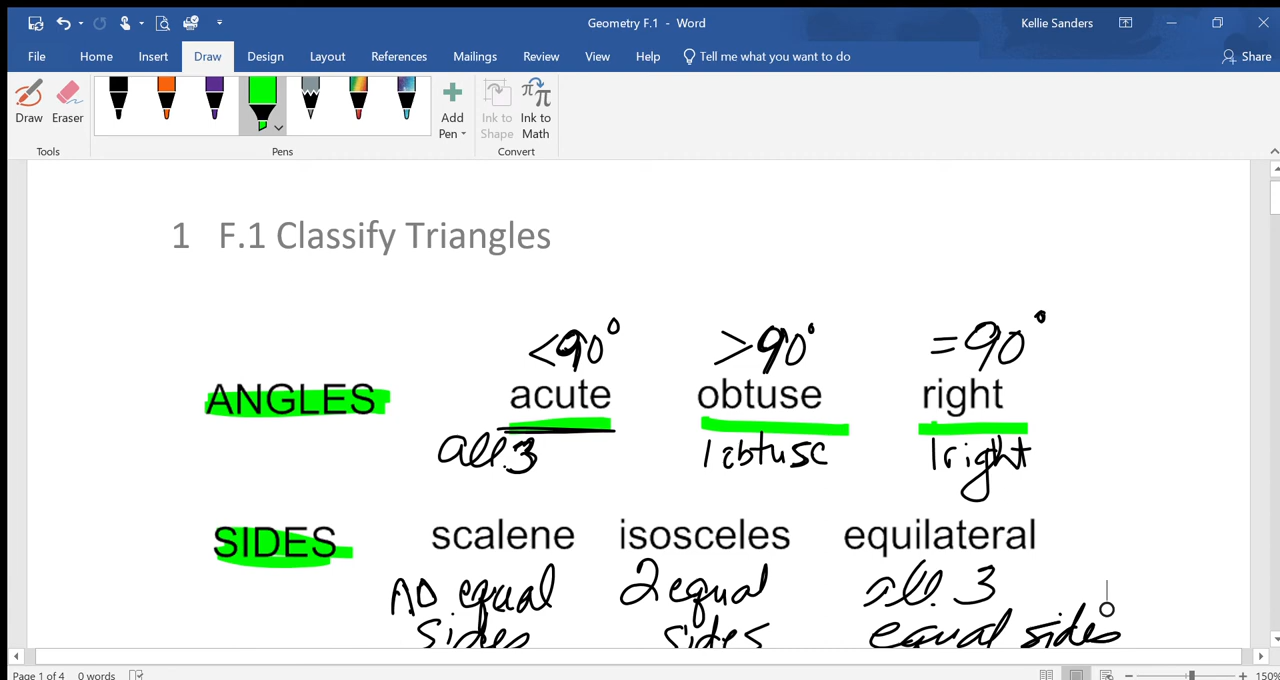 Geometry F.1 - Word
Kellie Sanders
File Home Insert Draw Design Layout References Mailings Review View Help Tell me what you want to do Share
Draw Eraser Add Pen Ink to Shape Ink to Math
Tools Pens Convert
1 F.1 Classify Triangles
<90° >90° =90°
ANGLES acute obtuse right
all 3 1 obtuse 1 right
SIDES scalene isosceles equilateral
no equal 2 equal all 3
sides sides equal sides
Page 1 of 4 0 words 150%